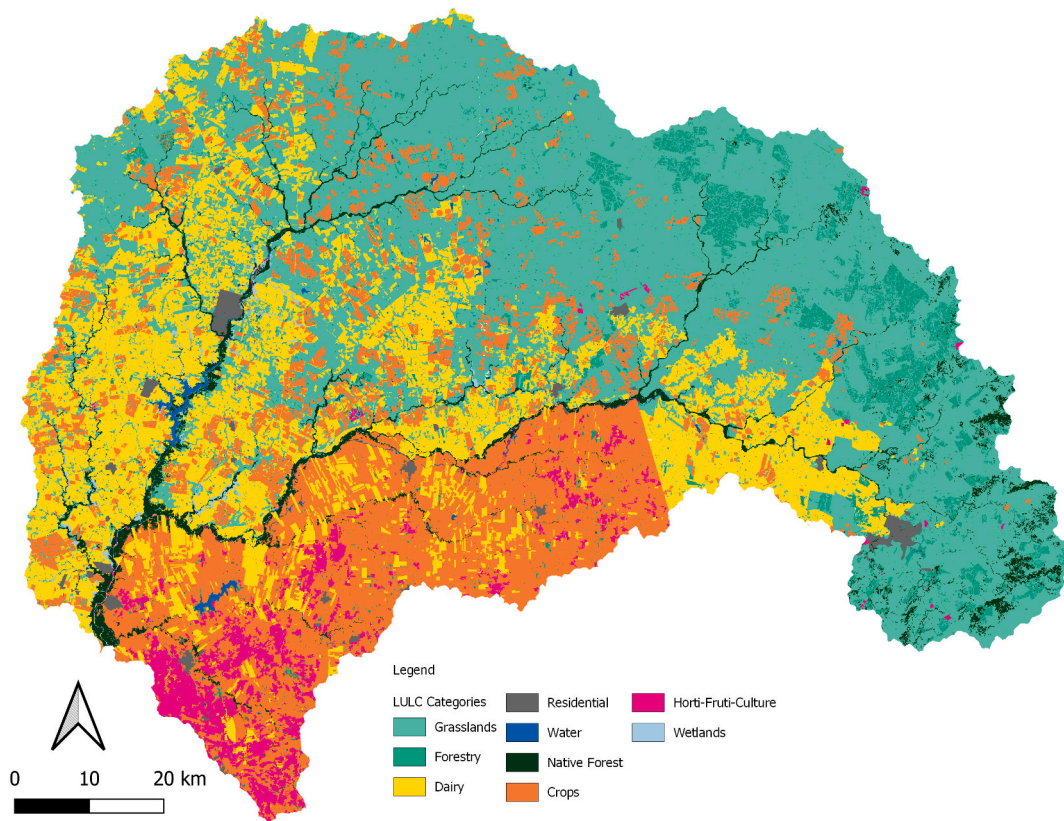 Legend
LULC Categories
Grasslands
Forestry
Dairy
Residential
Water
Native Forest
Crops
Horti-Fruti-Culture
Wetlands
0 10 20 km